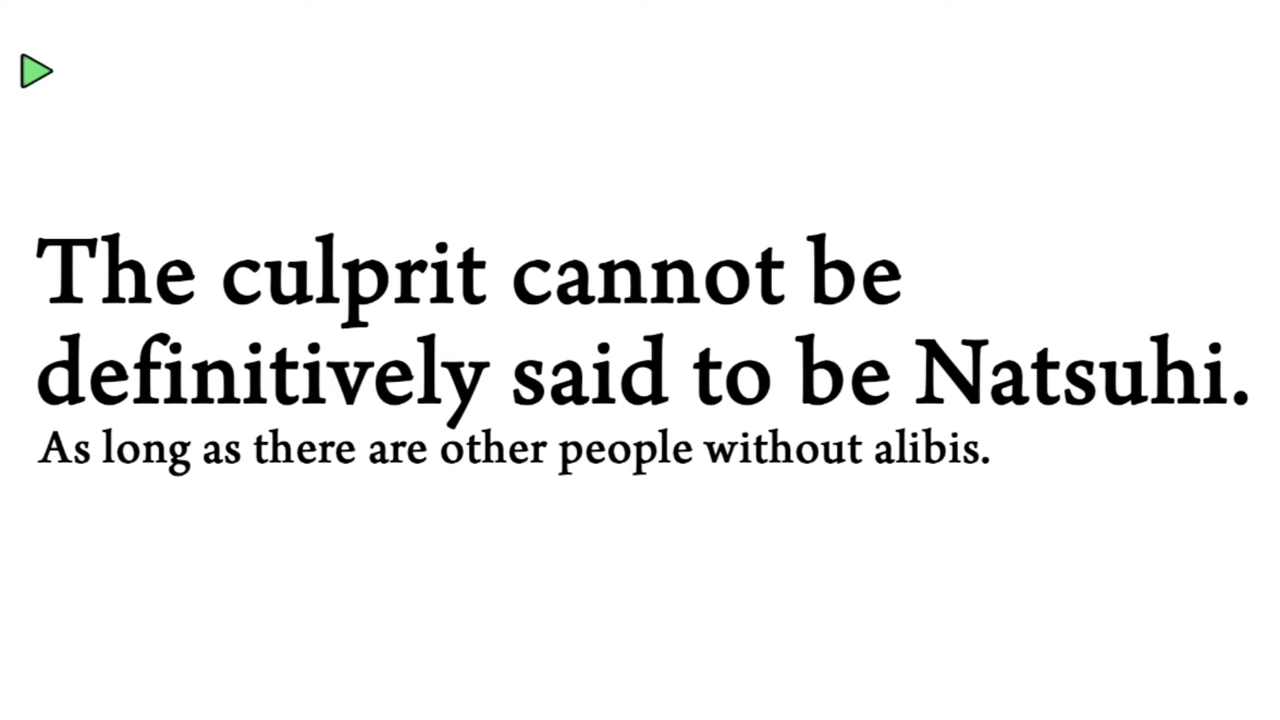 The culprit cannot be
definitively said to be Natsuhi.
As long as there are other people without alibis.